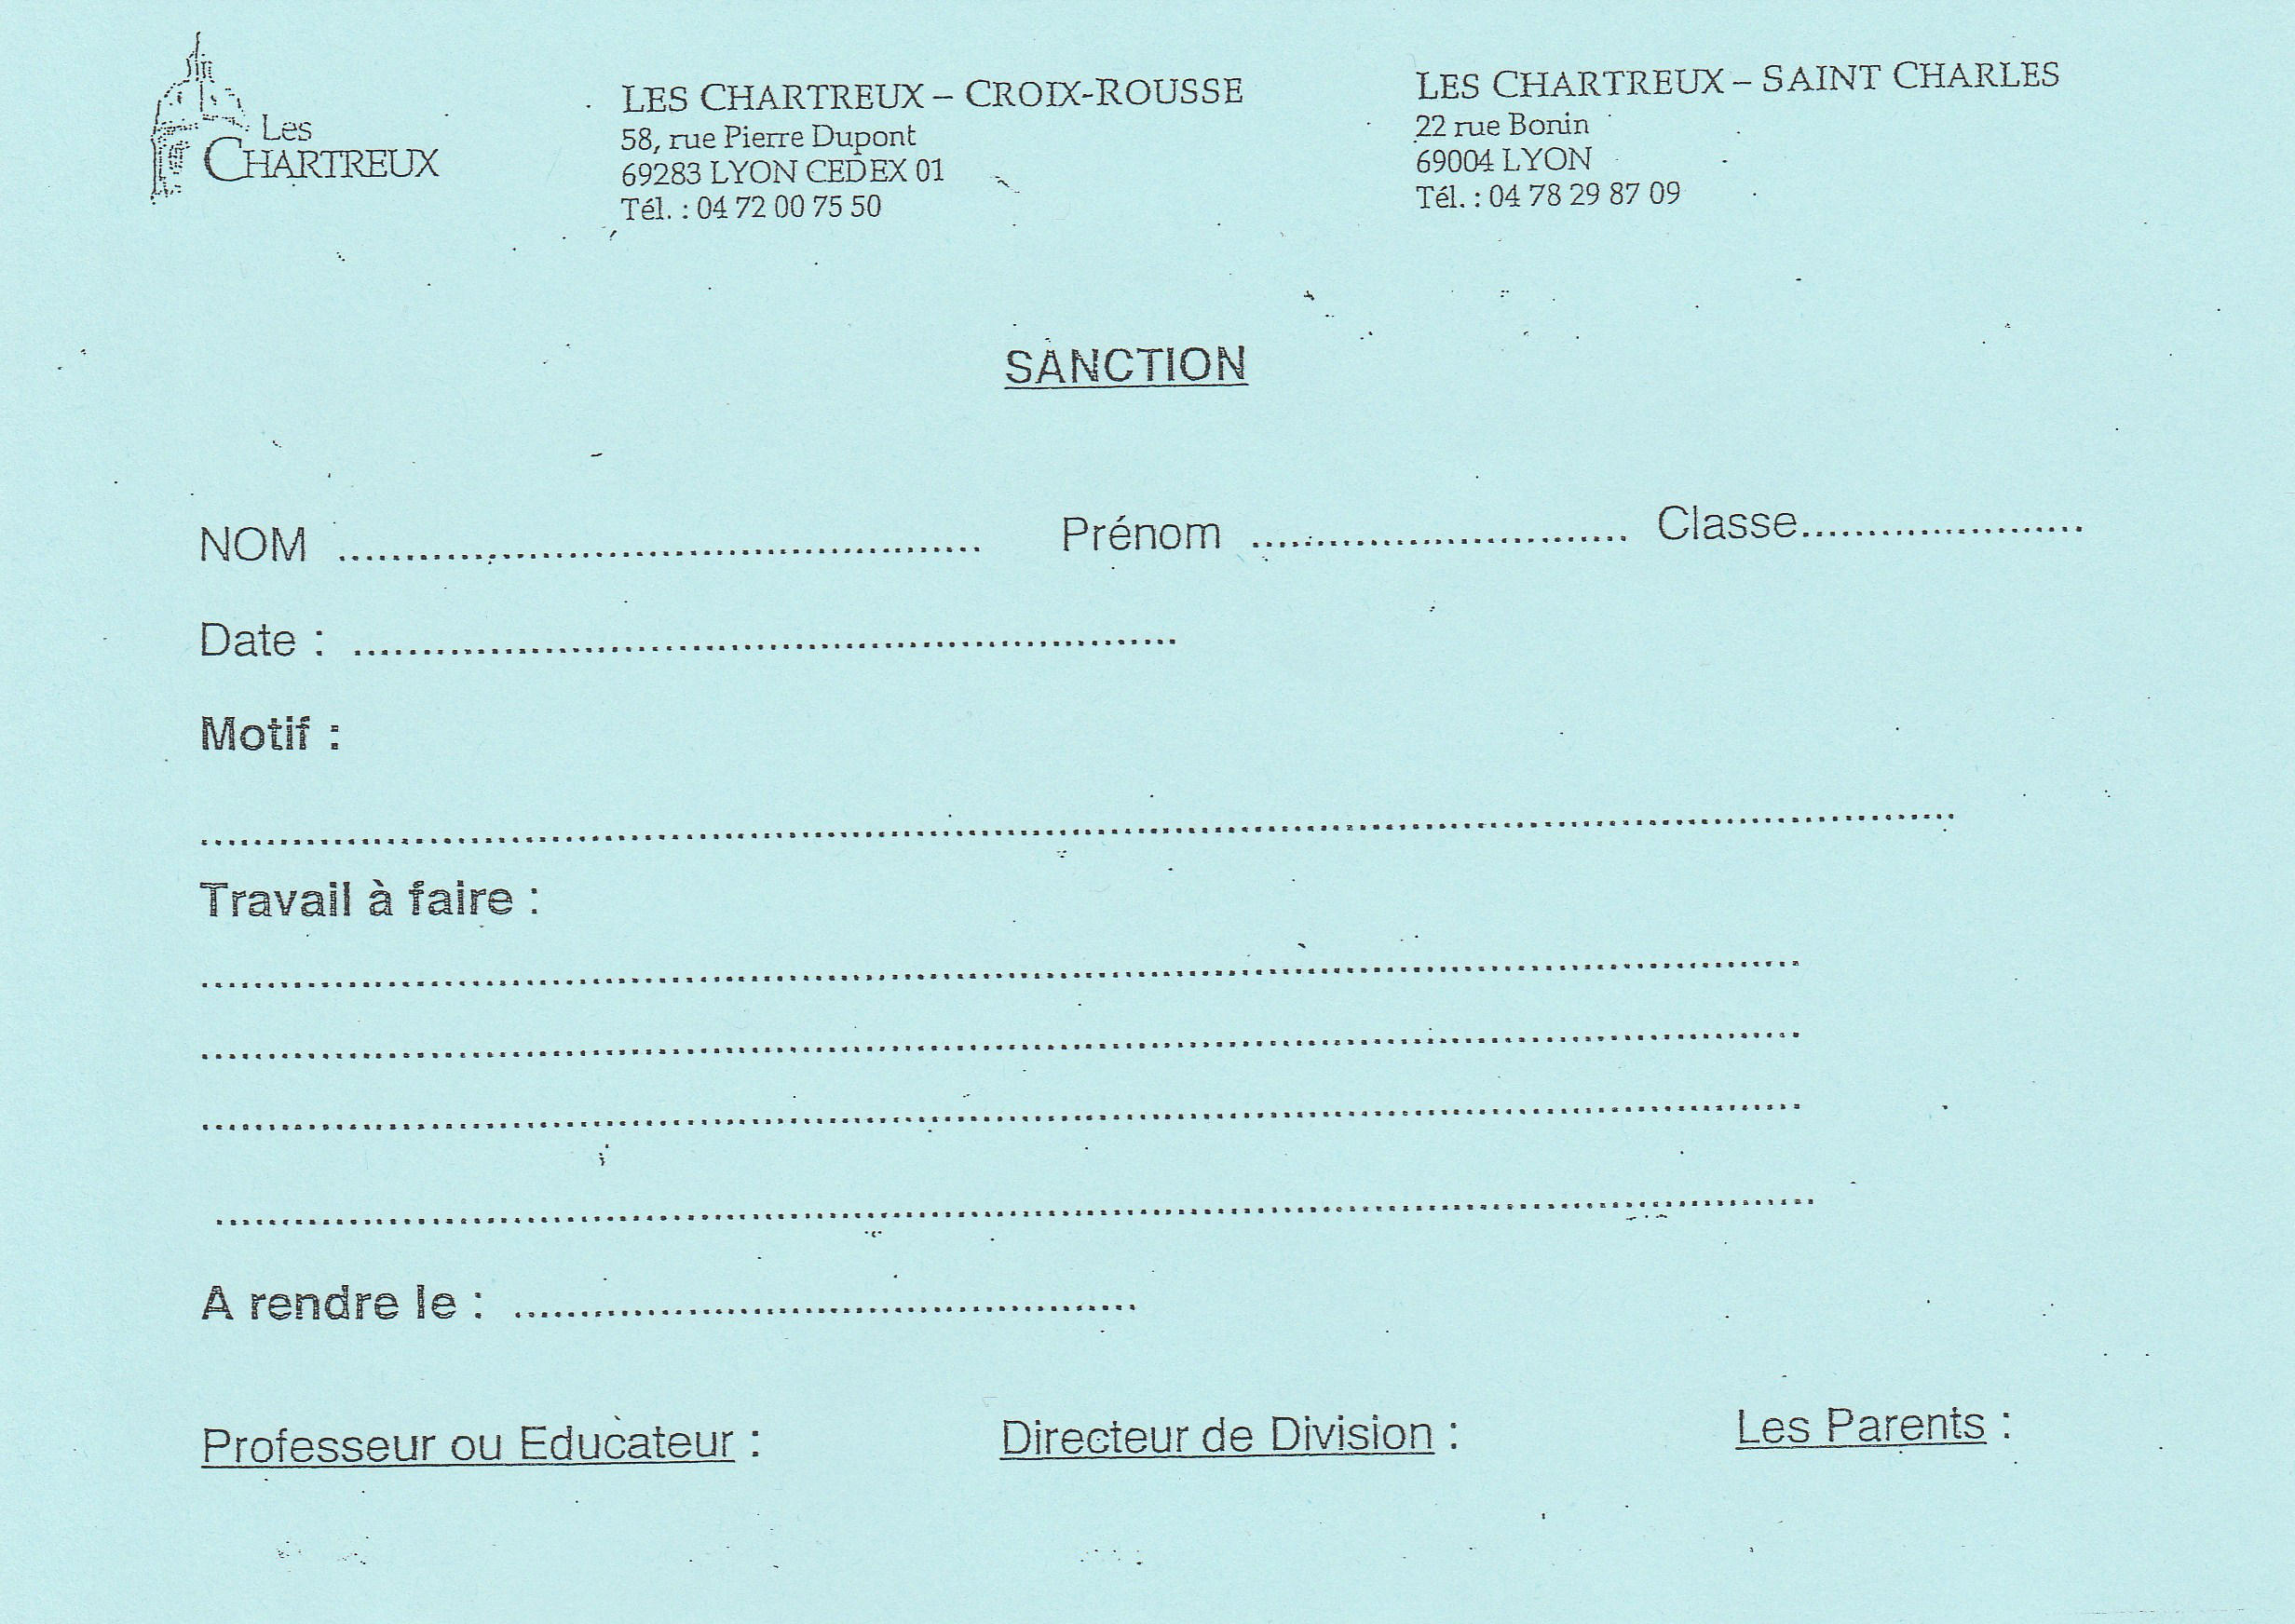 Les
CHARTREUX
LES CHARTREUX – CROIX-ROUSSE
58, rue Pierre Dupont
69283 LYON CEDEX 01
Tél. : 04 72 00 75 50
LES CHARTREUX – SAINT CHARLES
22 rue Bonin
69004 LYON
Tél. : 04 78 29 87 09
SANCTION
NOM ................................................ Prénom ............................ Classe.....................
Date : .............................................................
Motif :
....................................................................................................................................
Travail à faire :
........................................................................................................................
........................................................................................................................
........................................................................................................................
........................................................................................................................
A rendre le : ...............................................
Professeur ou Educateur : Directeur de Division : Les Parents :